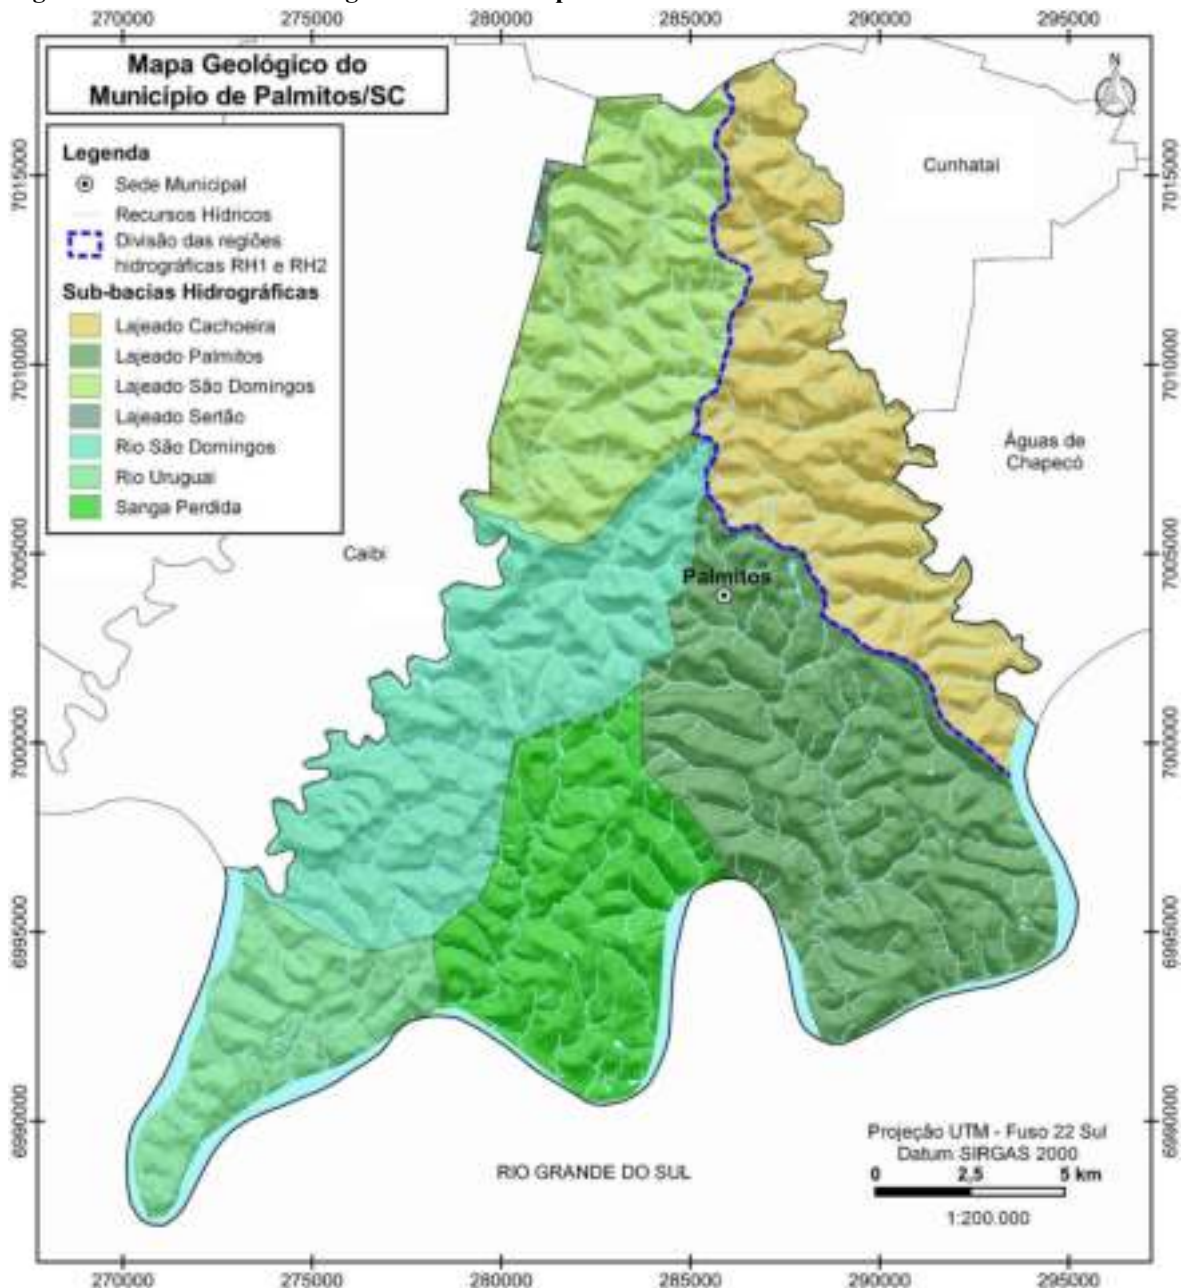 270000
275000
280000
285000
290000
295000
Mapa Geológico do
Município de Palmitos/SC
N
Legenda
Sede Municipal
Recursos Hídricos
Divisão das regiões
hidrográficas RH1 e RH2
Sub-bacias Hidrográficas
Lajeado Cachoeira
Lajeado Palmitos
Lajeado São Domingos
Lajeado Sertão
Rio São Domingos
Rio Uruguai
Sanga Perdida
Cunhataí
Águas de
Chapecó
Caibi
Palmitos
RIO GRANDE DO SUL
7015000
7010000
7005000
7000000
6995000
6990000
7015000
7010000
7005000
7000000
6995000
6990000
Projeção UTM - Fuso 22 Sul
Datum SIRGAS 2000
0 2,5 5 km
1:200.000
270000
275000
280000
285000
290000
295000